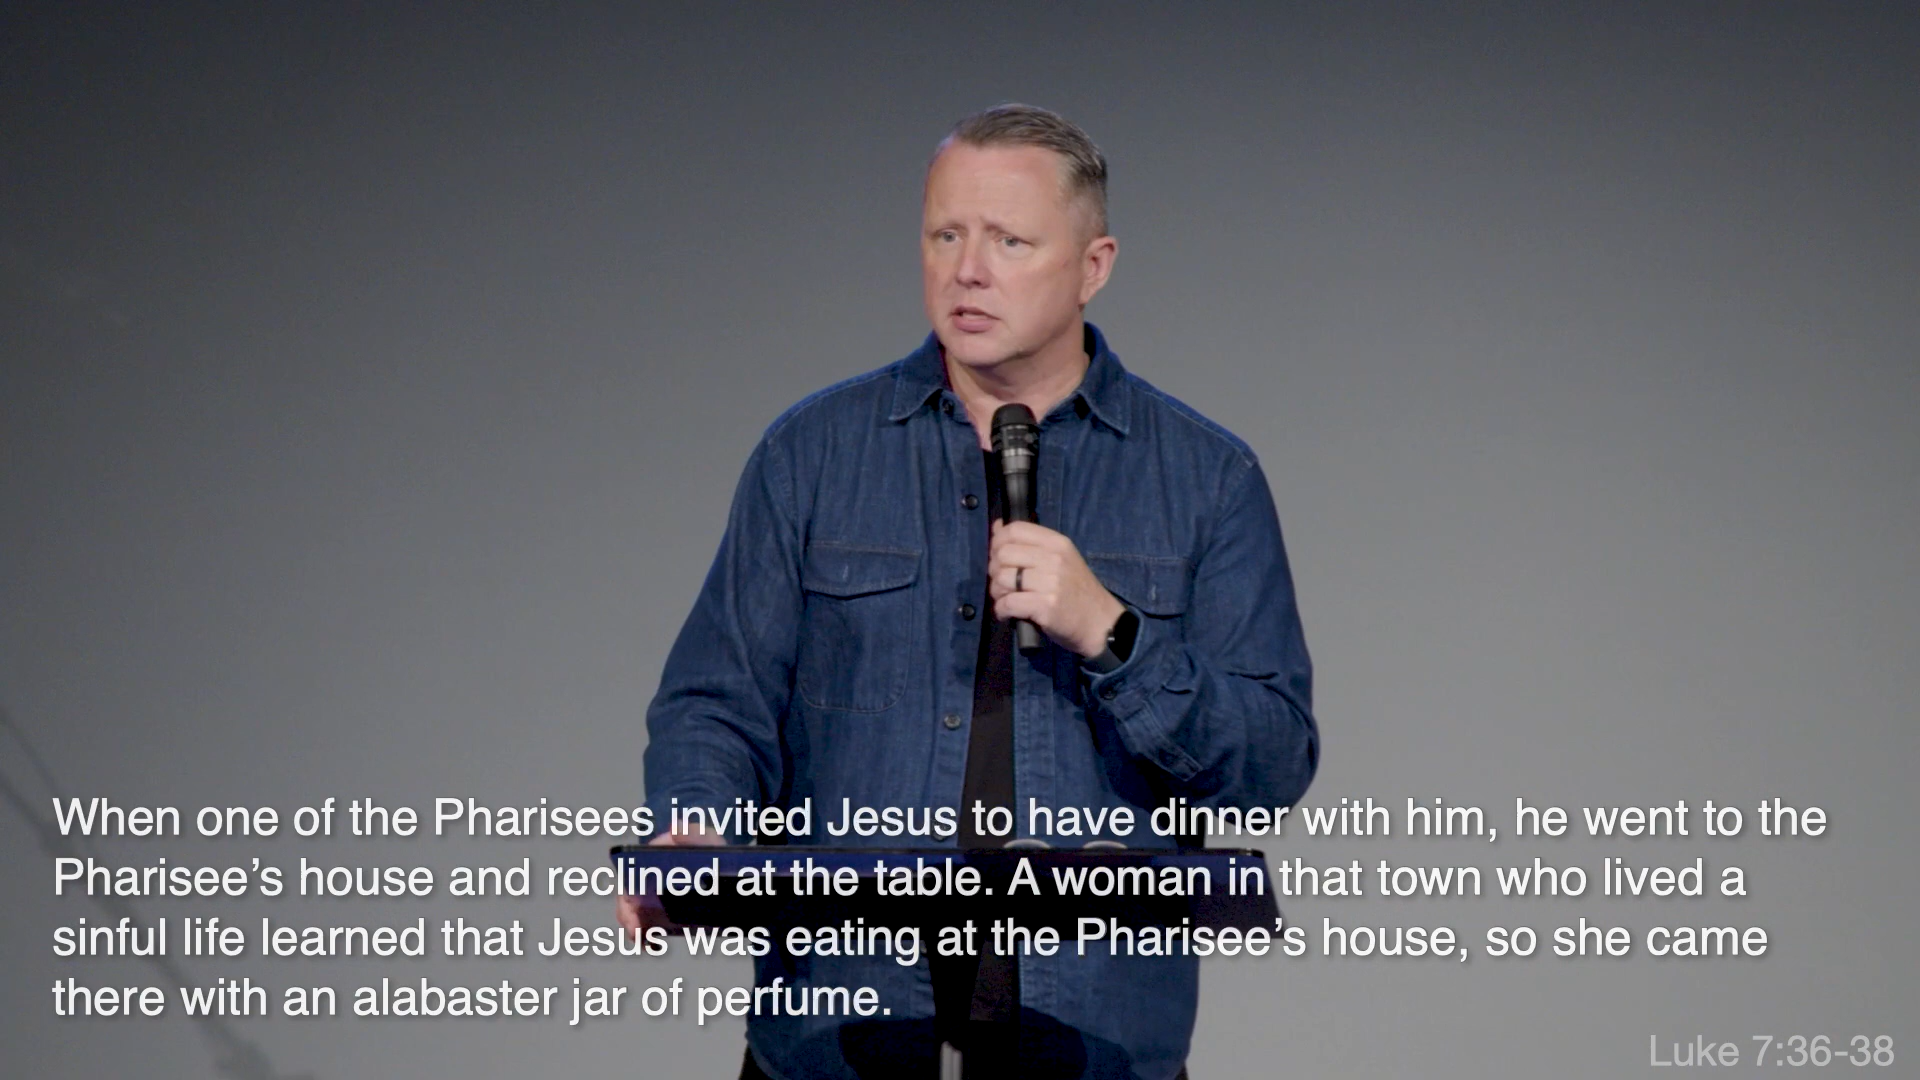 When one of the Pharisees invited Jesus to have dinner with him, he went to the
Pharisee’s house and reclined at the table. A woman in that town who lived a
sinful life learned that Jesus was eating at the Pharisee’s house, so she came
there with an alabaster jar of perfume.
Luke 7:36-38